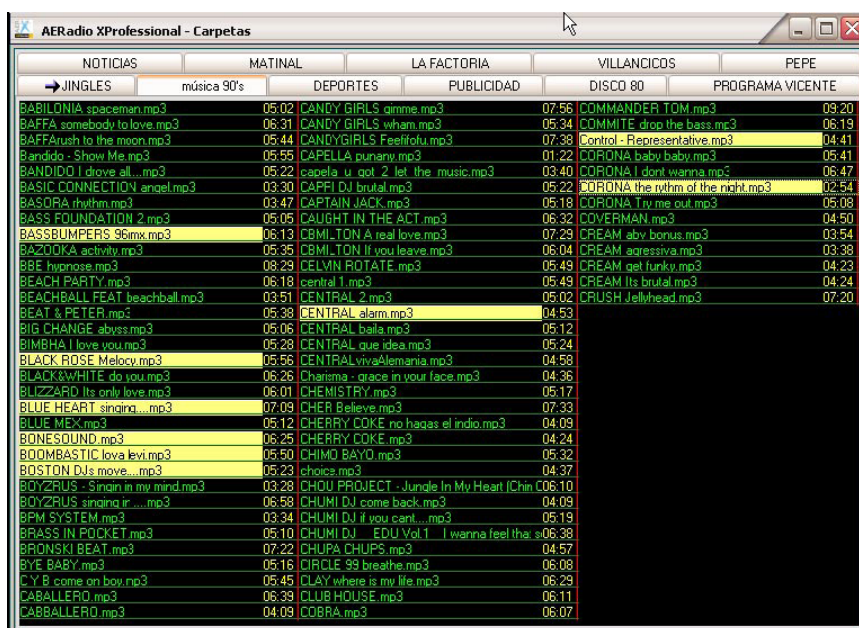 AERadio XProfessional - Carpetas
NOTICIAS MATINAL LA FACTORIA VILLANCICOS PEPE
JINGLES música 90's DEPORTES PUBLICIDAD DISCO 80 PROGRAMA VICENTE
BABILONIA spaceman.mp3 05:02
BAFFA somebody to love.mp3 06:31
BAFFArush to the moon.mp3 05:44
Bandido - Show Me.mp3 05:55
BANDIDO I drove all....mp3 05:22
BASIC CONNECTION angel.mp3 03:30
BASORA rhythm.mp3 03:47
BASS FOUNDATION 2.mp3 05:05
BASSBUMPERS 96imx.mp3 06:13
BAZOOKA activity.mp3 05:35
BBE hypnose.mp3 08:29
BEACH PARTY.mp3 06:18
BEACHBALL FEAT beachball.mp3 03:51
BEAT & PETER.mp3 05:38
BIG CHANGE abyss.mp3 05:06
BIMBHA I love you.mp3 05:28
BLACK ROSE Melocy.mp3 05:56
BLACK&WHITE do you.mp3 06:26
BLIZZARD Its only love.mp3 06:01
BLUE HEART singing....mp3 07:09
BLUE MEX.mp3 05:12
BONESOUND.mp3 06:25
BOOMBASTIC lova levi.mp3 05:50
BOSTON DJs move....mp3 05:23
BOYZRUS - Singin in my mind.mp3 03:28
BOYZRUS singing ir ....mp3 06:58
BPM SYSTEM.mp3 03:34
BRASS IN POCKET.mp3 05:10
BRONSKI BEAT.mp3 07:22
BYE BABY.mp3 05:16
C Y B come on boy.mp3 05:45
CABALLERO.mp3 06:39
CABBALLERO.mp3 04:09
CANDY GIRLS gimme.mp3 07:56
CANDY GIRLS wham.mp3 05:34
CANDYGIRLS Feefifofu.mp3 07:38
CAPELLA punany.mp3 01:22
capela u got 2 let the music.mp3 03:40
CAPPI DJ brutal.mp3 05:22
CAPTAIN JACK.mp3 05:18
CAUGHT IN THE ACT.mp3 06:32
CBMILTON A real love.mp3 07:29
CBMILTON If you leave.mp3 06:04
CELVIN ROTATE.mp3 05:49
central 1.mp3 05:49
CENTRAL 2.mp3 05:02
CENTRAL alarm.mp3 04:53
CENTRAL baila.mp3 05:12
CENTRAL que idea.mp3 05:24
CENTRALvivaAlemania.mp3 04:58
Charisma - grace in your face.mp3 04:36
CHEMISTRY.mp3 05:17
CHER Believe.mp3 07:33
CHERRY COKE no hagas el indio.mp3 04:09
CHERRY COKE.mp3 04:24
CHIMO BAYO.mp3 05:32
choice.mp3 04:37
CHOU PROJECT - Jungle In My Heart (Chin C 06:10
CHUMI DJ come back.mp3 04:09
CHUMI DJ if you cant....mp3 05:19
CHUMI DJ EDU Vol.1 I wanna feel that s 06:38
CHUPA CHUPS.mp3 04:57
CIRCLE 99 breathe.mp3 06:08
CLAY where is my life.mp3 06:29
CLUB HOUSE.mp3 06:11
COBRA.mp3 06:07
COMMANDER TOM.mp3 09:20
COMMITE drop the bass.mp3 06:19
Control - Representative.mp3 04:41
CORONA baby baby.mp3 05:41
CORONA I dont wanna.mp3 06:47
CORONA the rythm of the night.mp3 02:54
CORONA Try me out.mp3 05:08
COVERMAN.mp3 04:50
CREAM abv bonus.mp3 03:54
CREAM agressiva.mp3 03:38
CREAM get funky.mp3 04:23
CREAM Its brutal.mp3 04:24
CRUSH Jellyhead.mp3 07:20